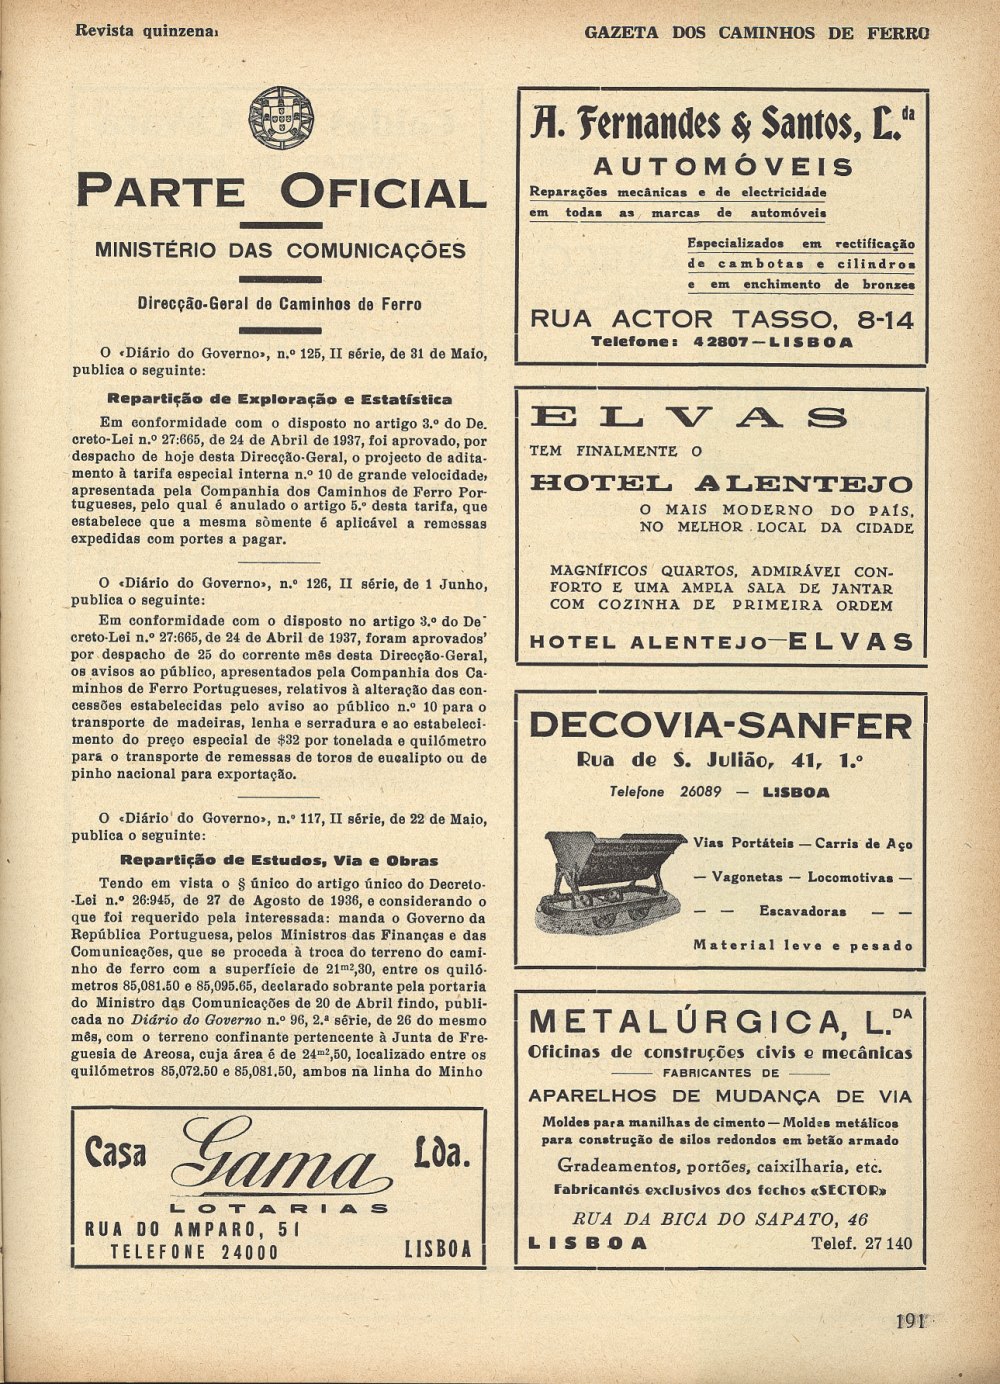 Revista quinzenal
GAZETA DOS CAMINHOS DE FERRO
PARTE OFICIAL
MINISTÉRIO DAS COMUNICAÇÕES
Direcção-Geral de Caminhos de Ferro
O «Diário do Governo», n.º 125, II série, de 31 de Maio,
publica o seguinte:
Repartição de Exploração e Estatística
Em conformidade com o disposto no artigo 3.º do De.
creto-Lei n.º 27:665, de 24 de Abril de 1937, foi aprovado, por
despacho de hoje desta Direcção-Geral, o projecto de adita-
mento à tarifa especial interna n.º 10 de grande velocidade,
apresentada pela Companhia dos Caminhos de Ferro Por-
tugueses, pelo qual é anulado o artigo 5.º desta tarifa, que
estabelece que a mesma sòmente é aplicável a remessas
expedidas com portes a pagar.
O «Diário do Governo», n.º 126, II série, de 1 Junho,
publica o seguinte:
Em conformidade com o disposto no artigo 3.º do De-
creto-Lei n.º 27:665, de 24 de Abril de 1937, foram aprovados'
por despacho de 25 do corrente mês desta Direcção-Geral,
os avisos ao público, apresentados pela Companhia dos Ca-
minhos de Ferro Portugueses, relativos à alteração das con-
cessões estabelecidas pelo aviso ao público n.º 10 para o
transporte de madeiras, lenha e serradura e ao estabeleci-
mento do preço especial de $32 por tonelada e quilómetro
para o transporte de remessas de toros de eucalipto ou de
pinho nacional para exportação.
O «Diário do Governo», n.º 117, II série, de 22 de Maio,
publica o seguinte:
Repartição de Estudos, Via e Obras
Tendo em vista o § único do artigo único do Decreto-
-Lei n.º 26:945, de 27 de Agosto de 1936, e considerando o
que foi requerido pela interessada: manda o Governo da
República Portuguesa, pelos Ministros das Finanças e das
Comunicações, que se proceda à troca do terreno do cami-
nho de ferro com a superfície de 21m²,30, entre os quiló-
metros 85,081.50 e 85,095.65, declarado sobrante pela portaria
do Ministro das Comunicações de 20 de Abril findo, publi-
cada no Diário do Governo n.º 96, 2.ª série, de 26 do mesmo
mês, com o terreno confinante pertencente à Junta de Fre-
guesia de Areosa, cuja área é de 24m²,50, localizado entre os
quilómetros 85,072.50 e 85,081.50, ambos na linha do Minho
Casa Gama Lda.
LOTARIAS
RUA DO AMPARO, 51
TELEFONE 24000 LISBOA
A. Fernandes & Santos, L.da
AUTOMÓVEIS
Reparações mecânicas e de electricidade
em todas as marcas de automóveis
Especializados em rectificação
de cambotas e cilindros
e em enchimento de bronzes
RUA ACTOR TASSO, 8-14
Telefone: 42807 — LISBOA
ELVAS
TEM FINALMENTE O
HOTEL ALENTEJO
O MAIS MODERNO DO PAÍS,
NO MELHOR LOCAL DA CIDADE
MAGNÍFICOS QUARTOS, ADMIRÁVEI CON-
FORTO E UMA AMPLA SALA DE JANTAR
COM COZINHA DE PRIMEIRA ORDEM
HOTEL ALENTEJO—ELVAS
DECOVIA-SANFER
Rua de S. Julião, 41, 1.º
Telefone 26089 — LISBOA
Vias Portáteis — Carris de Aço
— Vagonetas — Locomotivas —
— — Escavadoras — —
Material leve e pesado
METALÚRGICA, L.DA
Oficinas de construções civis e mecânicas
FABRICANTES DE
APARELHOS DE MUDANÇA DE VIA
Moldes para manilhas de cimento — Moldes metálicos
para construção de silos redondos em betão armado
Gradeamentos, portões, caixilharia, etc.
Fabricantes exclusivos dos fechos «SECTOR»
RUA DA BICA DO SAPATO, 46
LISBOA Telef. 27140
191